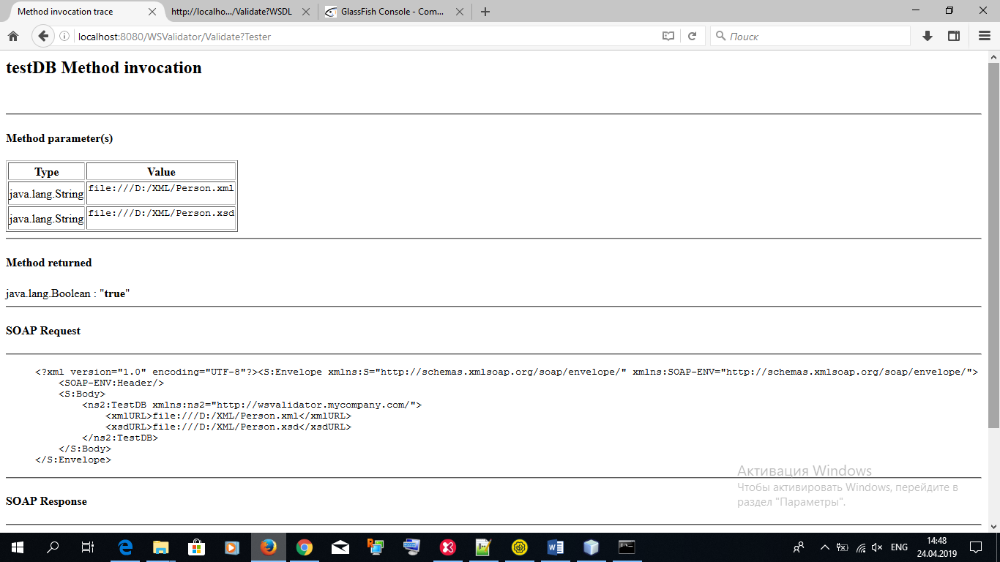 Method invocation trace
http://localho.../Validate?WSDL
GlassFish Console - Com...
localhost:8080/WSValidator/Validate?Tester
Поиск
testDB Method invocation
Method parameter(s)
Type Value
java.lang.String file:///D:/XML/Person.xml
java.lang.String file:///D:/XML/Person.xsd
Method returned
java.lang.Boolean : "true"
SOAP Request
<?xml version="1.0" encoding="UTF-8"?><S:Envelope xmlns:S="http://schemas.xmlsoap.org/soap/envelope/" xmlns:SOAP-ENV="http://schemas.xmlsoap.org/soap/envelope/">
<SOAP-ENV:Header/>
<S:Body>
<ns2:TestDB xmlns:ns2="http://wsvalidator.mycompany.com/">
<xmlURL>file:///D:/XML/Person.xml</xmlURL>
<xsdURL>file:///D:/XML/Person.xsd</xsdURL>
</ns2:TestDB>
</S:Body>
</S:Envelope>
Активация Windows
Чтобы активировать Windows, перейдите в
раздел "Параметры".
SOAP Response
ENG
14:48
24.04.2019